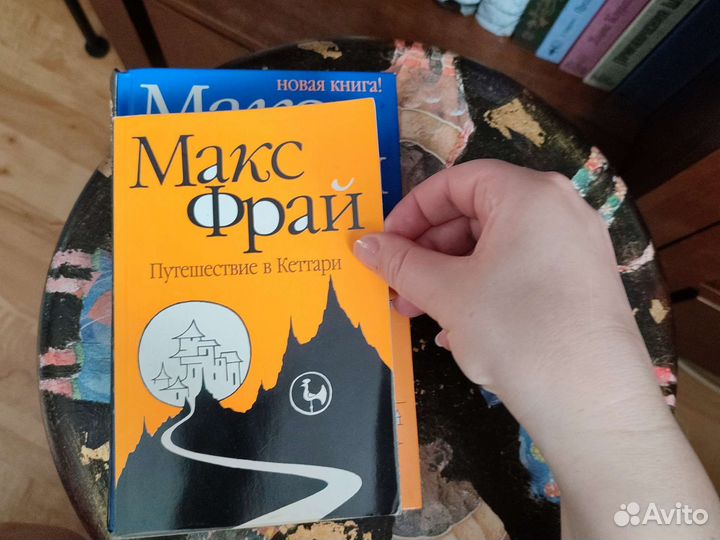 новая книга!
Макс
Фрай
Путешествие в Кеттари
Avito